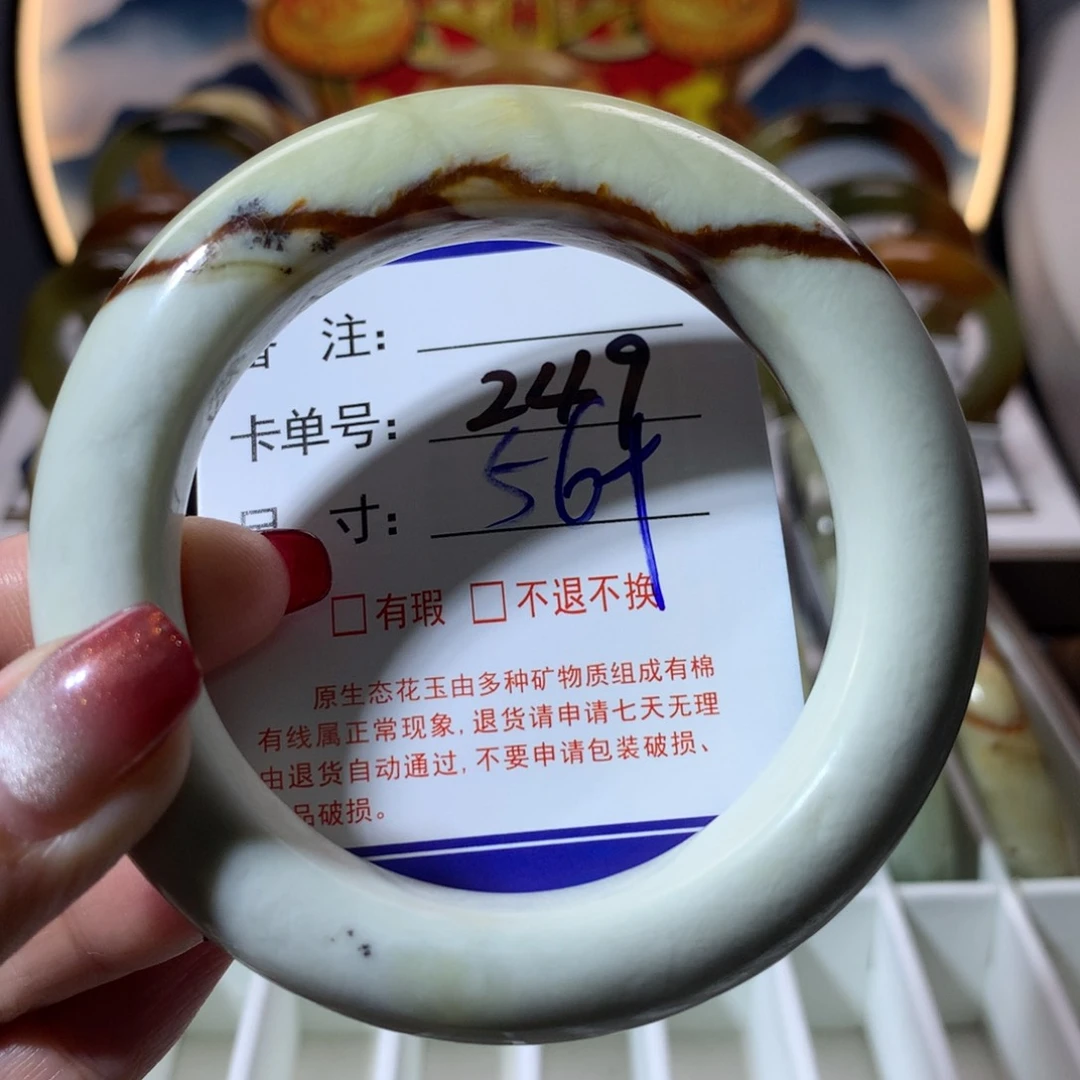 备 注:
卡单号: 249
尺 寸: 56+
□有瑕 □不退不换
原生态花玉由多种矿物质组成有棉
有线属正常现象,退货请申请七天无理
由退货自动通过,不要申请包装破损、
品破损。